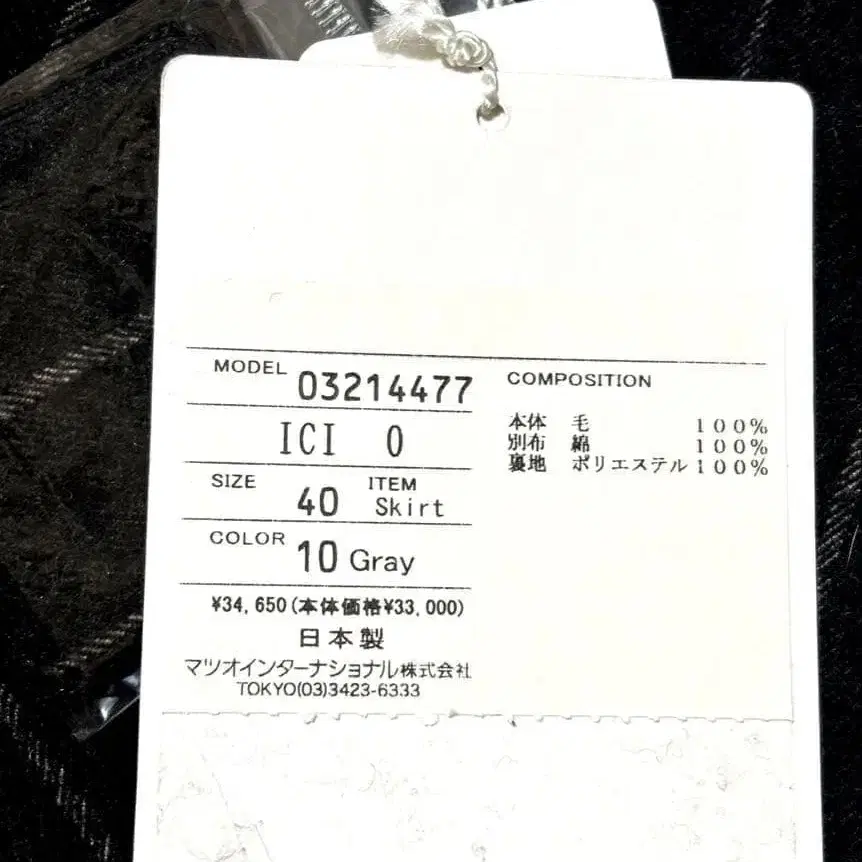 MODEL 03214477
ICI 0
SIZE 40 ITEM Skirt
COLOR 10 Gray
¥34,650(本体価格¥33,000)
日本製
マツオインターナショナル株式会社
TOKYO(03)3423-6333
COMPOSITION
本体 毛 100%
別布 綿 100%
裏地 ポリエステル 100%